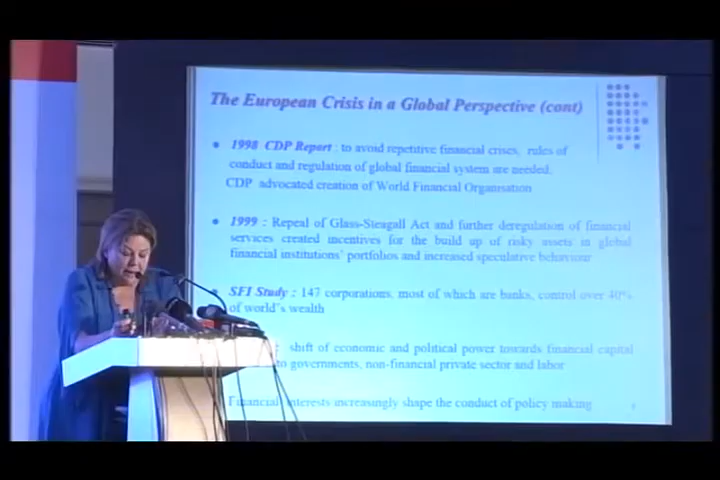 The European Crisis in a Global Perspective (cont)
• 1998 CDP Report : to avoid repetitive financial crises, rules of
conduct and regulation of global financial system are needed.
CDP advocated creation of World Financial Organisation
• 1999 : Repeal of Glass-Steagall Act and further deregulation of financial
services created incentives for the build up of risky assets in global
financial institutions' portfolios and increased speculative behaviour
• SFI Study : 147 corporations, most of which are banks, control over 40%
of world's wealth
: shift of economic and political power towards financial capital
to governments, non-financial private sector and labor
Financial interests increasingly shape the conduct of policy making